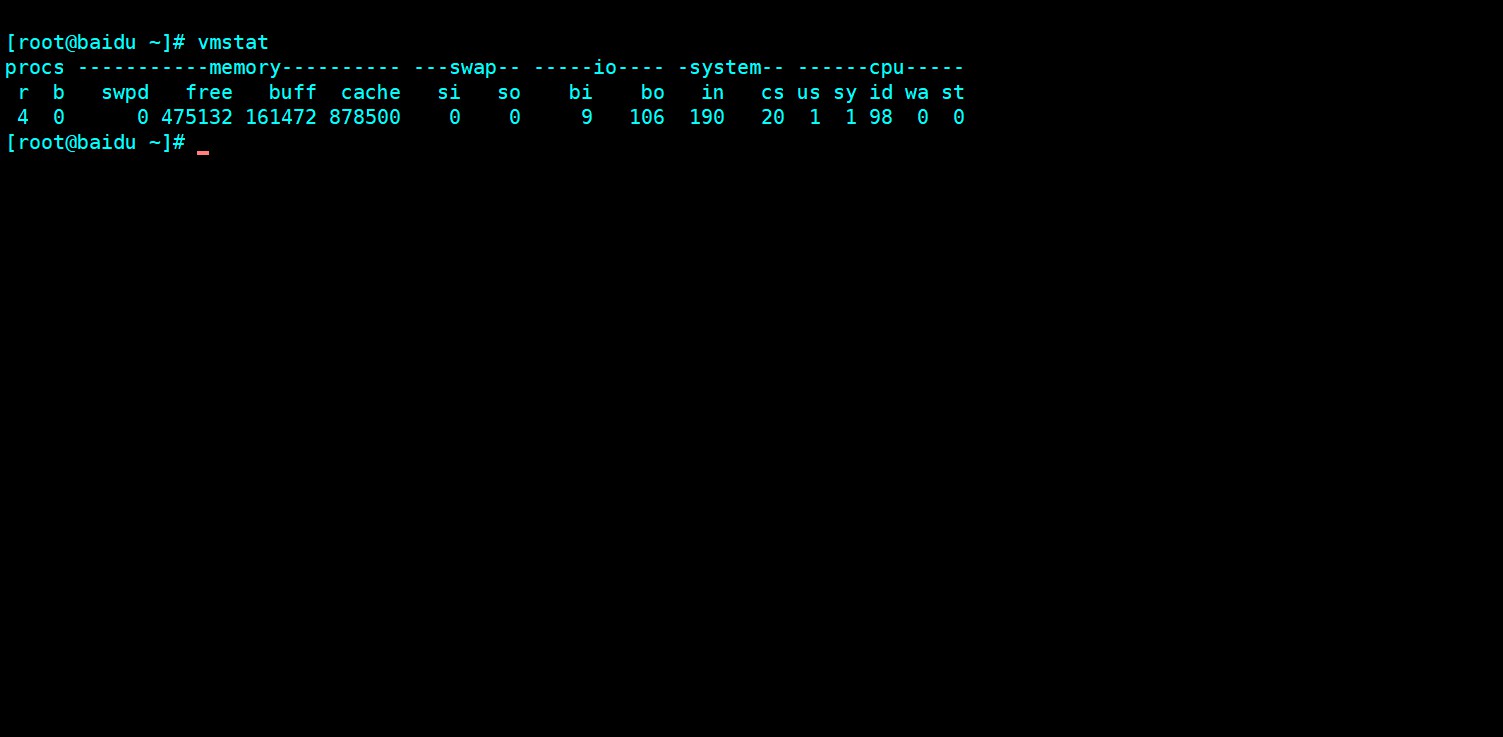 [root@baidu ~]# vmstat
procs -----------memory---------- ---swap-- -----io---- -system-- ------cpu-----
 r  b   swpd   free   buff  cache   si   so     bi    bo   in   cs us sy id wa st
 4  0      0 475132 161472 878500    0    0     9   106  190   20  1  1 98  0  0
[root@baidu ~]#